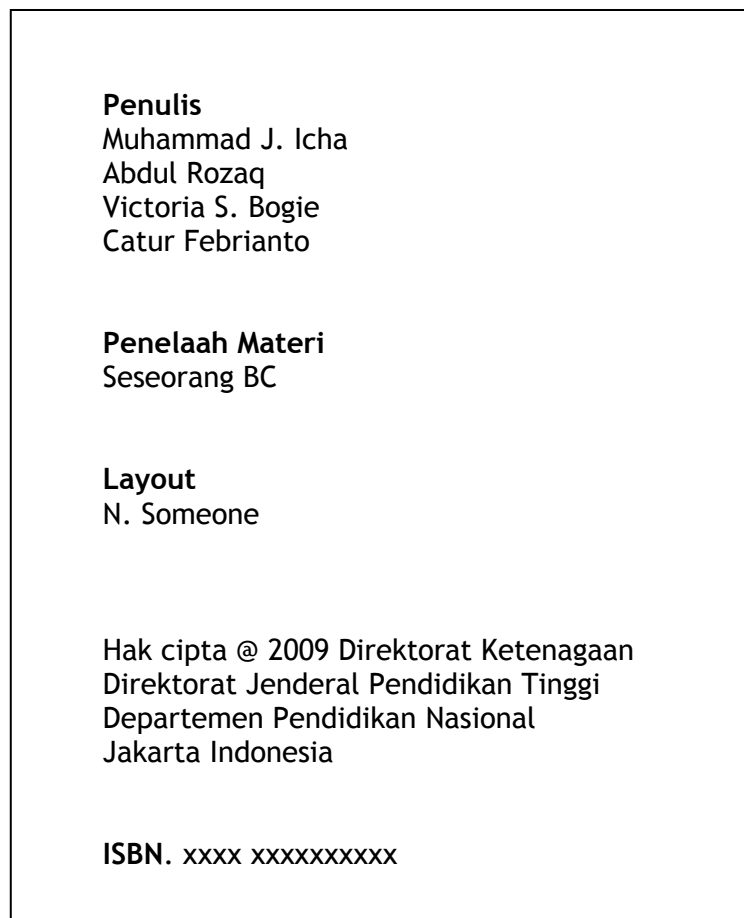 Penulis
Muhammad J. Icha
Abdul Rozaq
Victoria S. Bogie
Catur Febrianto
Penelaah Materi
Seseorang BC
Layout
N. Someone
Hak cipta @ 2009 Direktorat Ketenagaan
Direktorat Jenderal Pendidikan Tinggi
Departemen Pendidikan Nasional
Jakarta Indonesia
ISBN. xxxx xxxxxxxxxx